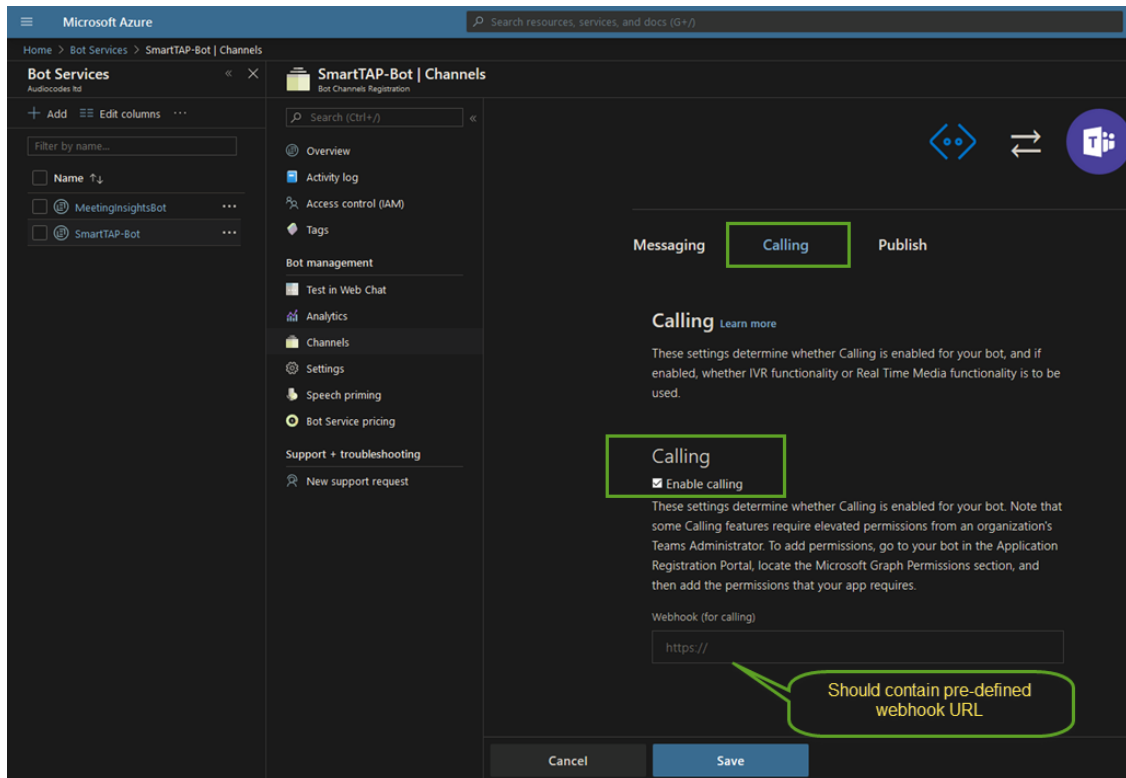 Microsoft Azure
Search resources, services, and docs (G+/)
Home > Bot Services > SmartTAP-Bot | Channels
Bot Services
Audiocodes ltd
+ Add Edit columns ...
Filter by name...
Name ↑↓
MeetingInsightsBot ...
SmartTAP-Bot ...
SmartTAP-Bot | Channels
Bot Channels Registration
Search (Ctrl+/)
Overview
Activity log
Access control (IAM)
Tags
Bot management
Test in Web Chat
Analytics
Channels
Settings
Speech priming
Bot Service pricing
Support + troubleshooting
New support request
Messaging
Calling
Publish
Calling Learn more
These settings determine whether Calling is enabled for your bot, and if
enabled, whether IVR functionality or Real Time Media functionality is to be
used.
Calling
Enable calling
These settings determine whether Calling is enabled for your bot. Note that
some Calling features require elevated permissions from an organization's
Teams Administrator. To add permissions, go to your bot in the Application
Registration Portal, locate the Microsoft Graph Permissions section, and
then add the permissions that your app requires.
Webhook (for calling)
https://
Should contain pre-defined
webhook URL
Cancel
Save